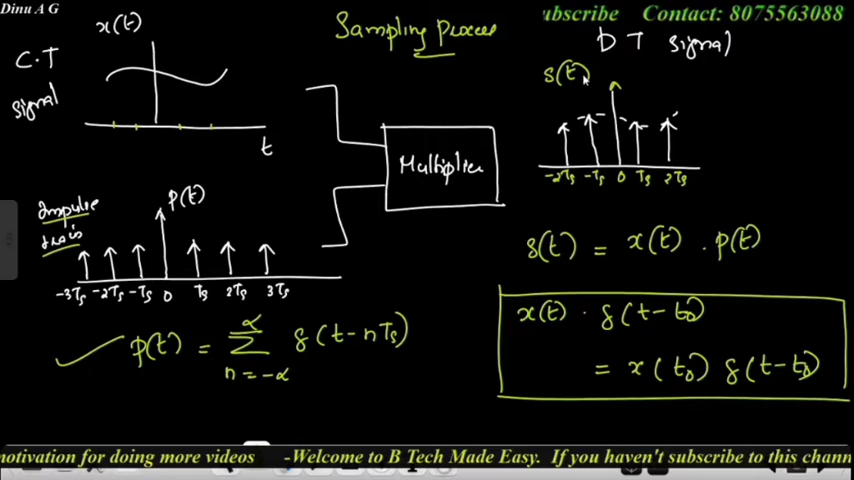 Dinu A G
ubscribe Contact: 8075563088
Sampling Process
x(t)
C.T
signal
t
D T signal
s(t)
-2Ts -Ts 0 Ts 2Ts
Multiplier
Impulse
train
p(t)
-3Ts -2Ts -Ts 0 Ts 2Ts 3Ts
s(t) = x(t) . p(t)
p(t) = ∑ δ(t - nTs)
α
n = -α
x(t) . δ(t - t0)
= x(t0) δ(t - t0)
motivation for doing more videos -Welcome to B Tech Made Easy. If you haven't subscribe to this chann